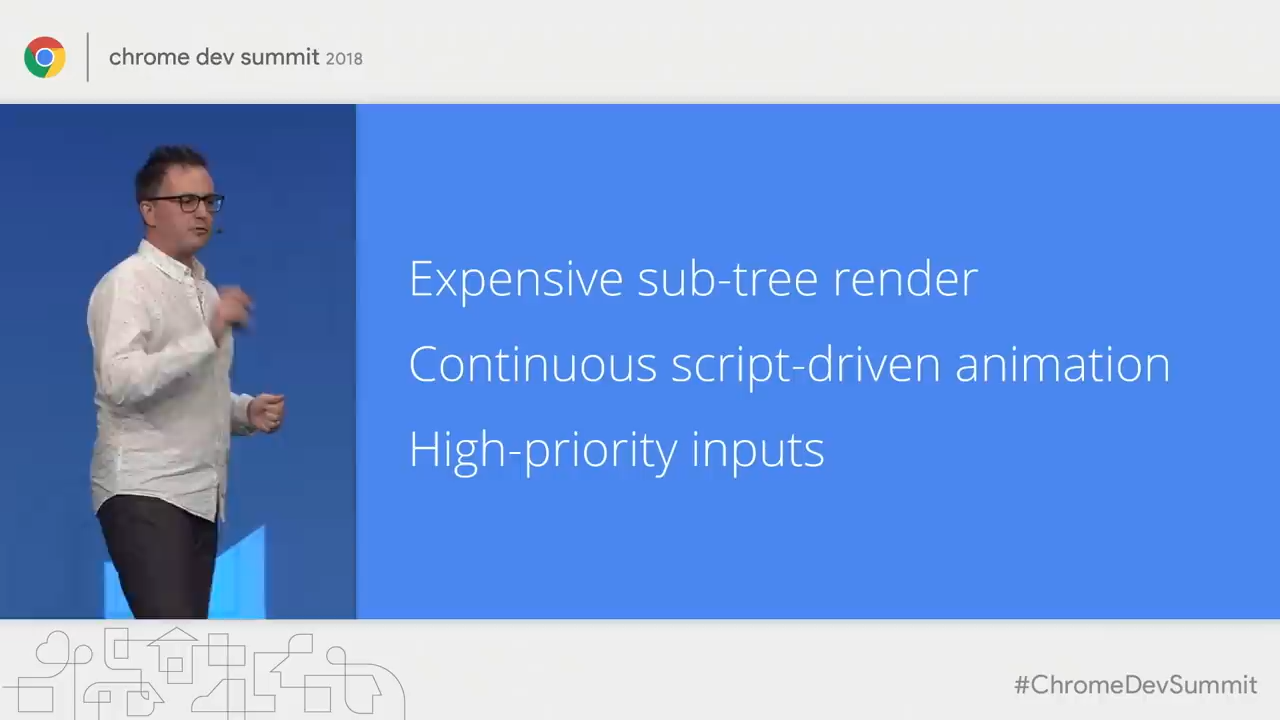 chrome dev summit 2018
Expensive sub-tree render
Continuous script-driven animation
High-priority inputs
#ChromeDevSummit